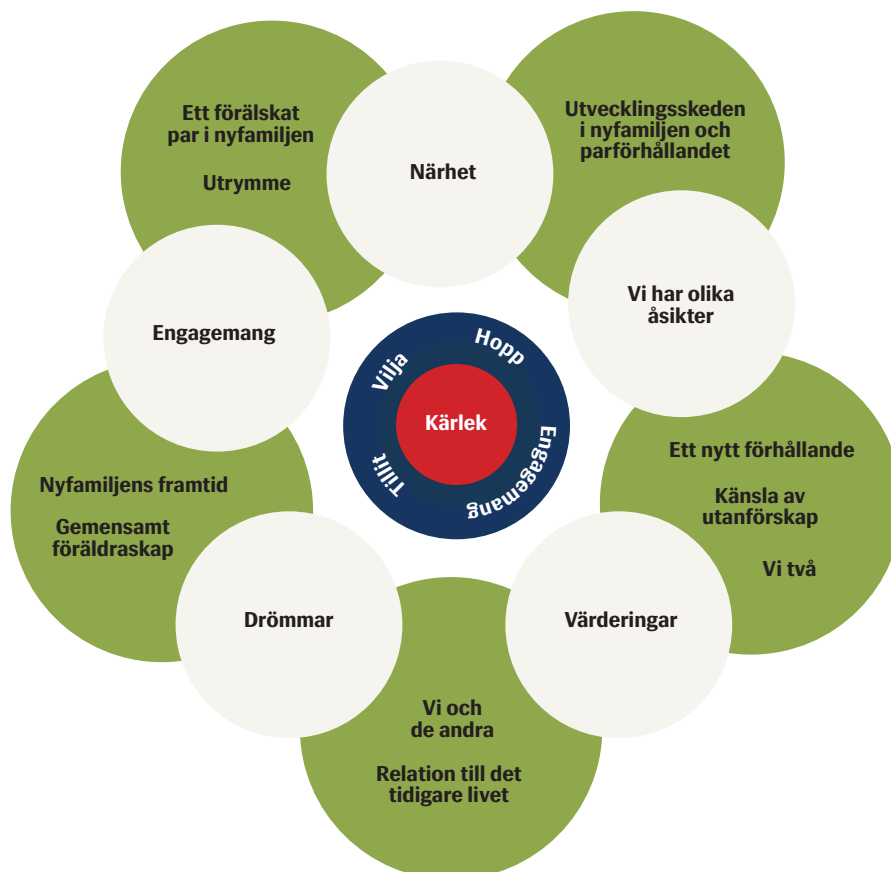 Ett förälskat
par i nyfamiljen
Utrymme
Närhet
Utvecklingsskeden
i nyfamiljen och
parförhållandet
Engagemang
Vi har olika
åsikter
Vilja
Hopp
Kärlek
Tillit
Engagemang
Nyfamiljens framtid
Gemensamt
föräldraskap
Ett nytt förhållande
Känsla av
utanförskap
Vi två
Drömmar
Värderingar
Vi och
de andra
Relation till det
tidigare livet